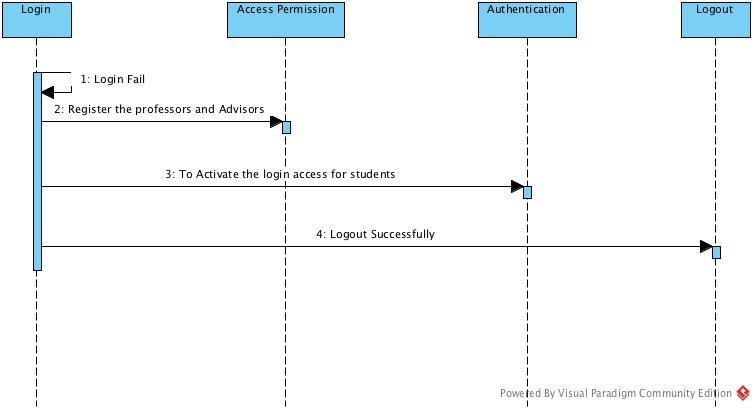 Login
Access Permission
Authentication
Logout
1: Login Fail
2: Register the professors and Advisors
3: To Activate the login access for students
4: Logout Successfully
Powered By Visual Paradigm Community Edition